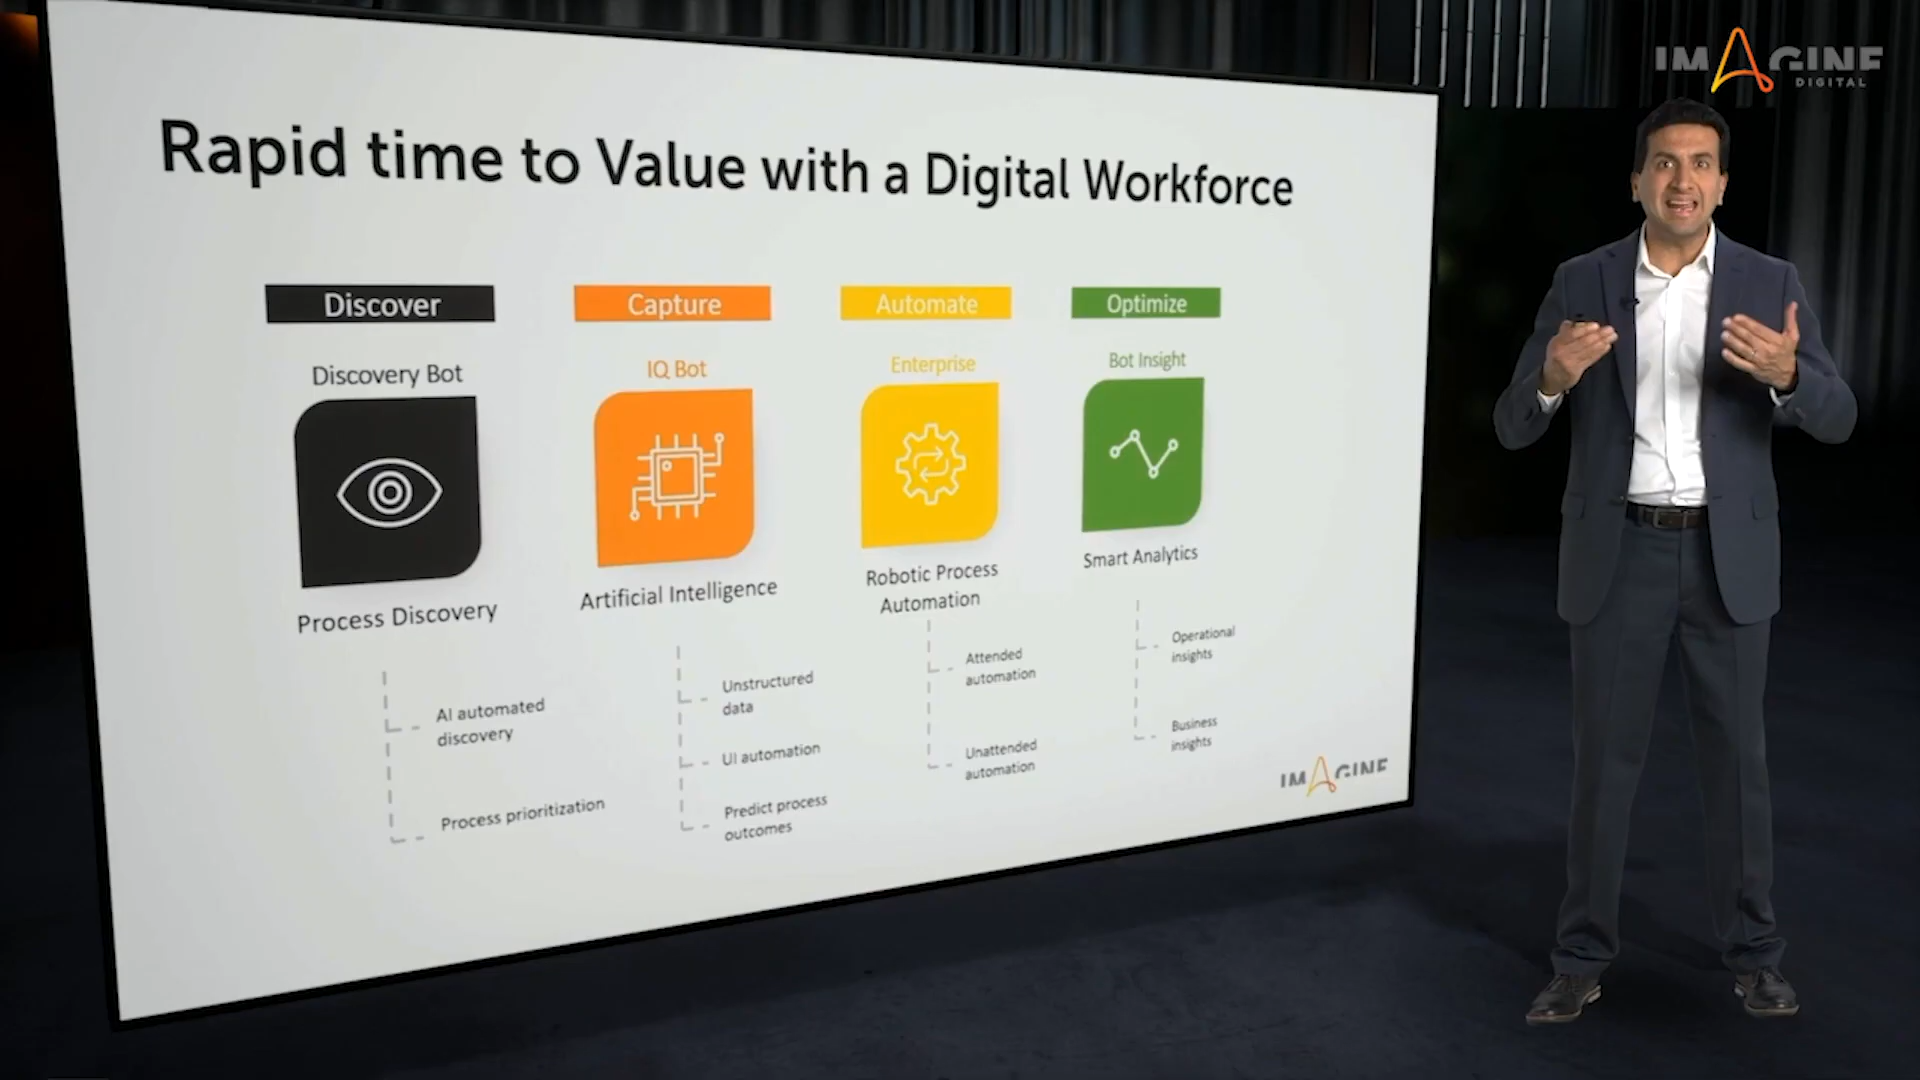 IMAGINE
DIGITAL
Rapid time to Value with a Digital Workforce
Discover
Discovery Bot
Process Discovery
AI automated
discovery
Process prioritization
Capture
IQ Bot
Artificial Intelligence
Unstructured
data
UI automation
Predict process
outcomes
Automate
Enterprise
Robotic Process
Automation
Attended
automation
Unattended
automation
Optimize
Bot Insight
Smart Analytics
Operational
insights
Business
insights
IMAGINE